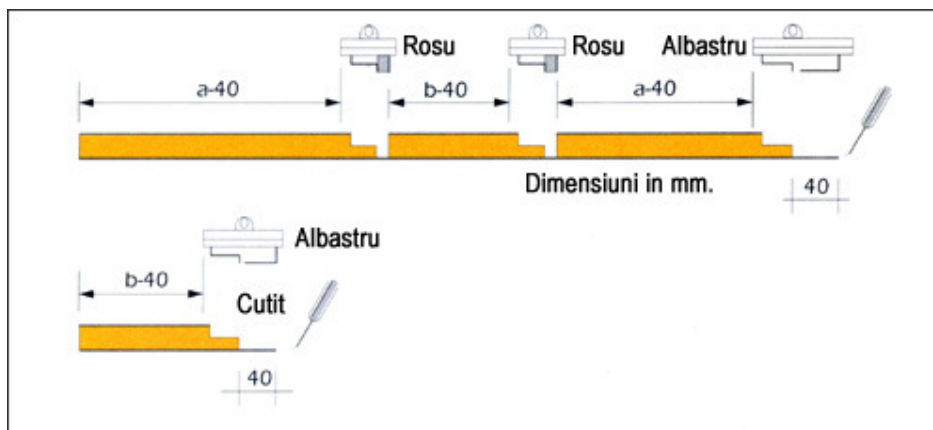 Rosu Rosu Albastru
a-40 b-40 a-40
Dimensiuni in mm.
40
Albastru
b-40
Cutit
40